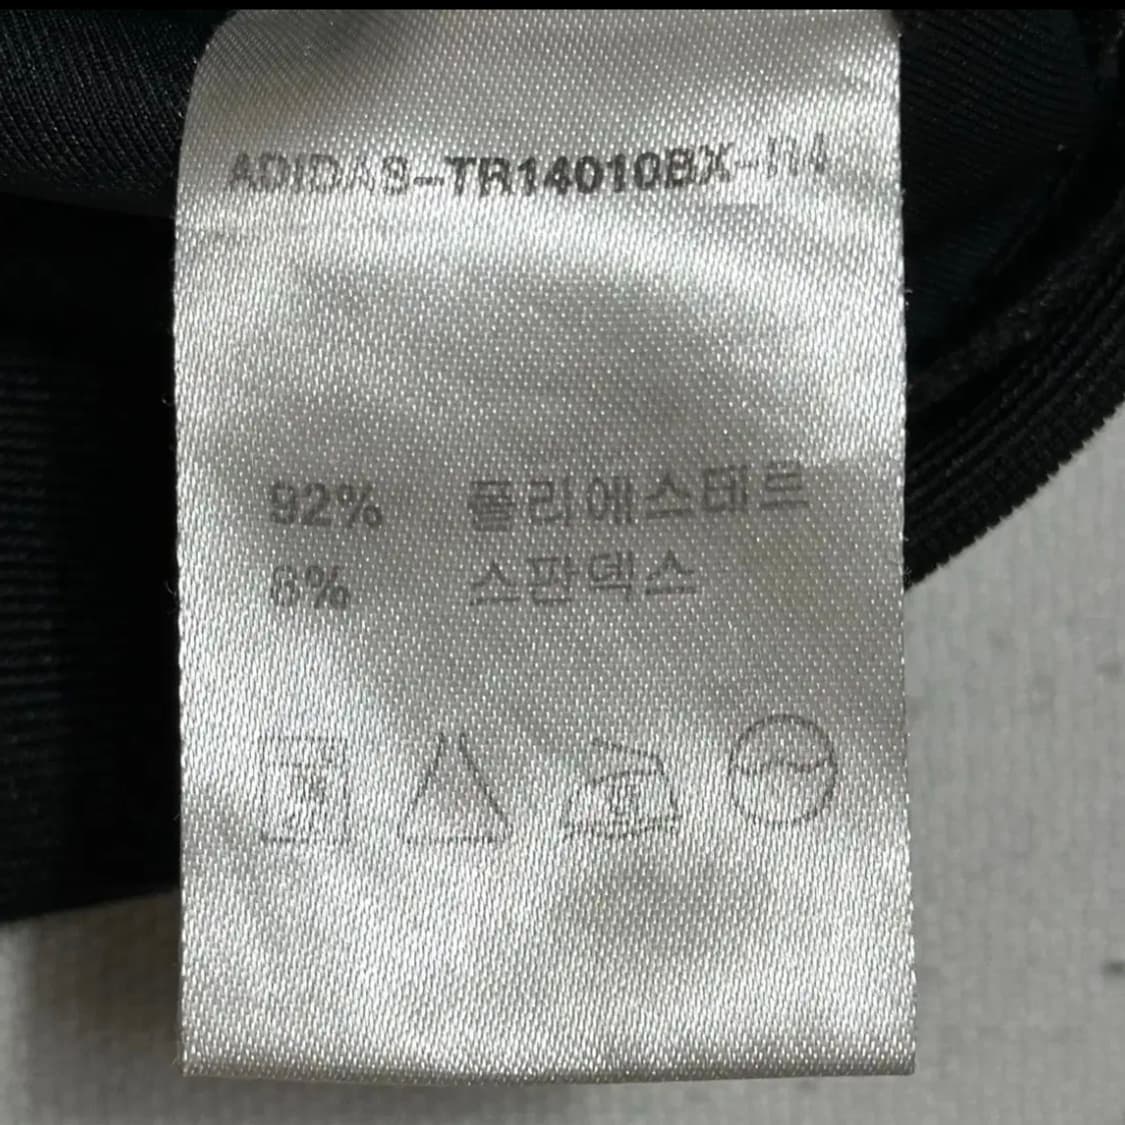 ADIDAS-TR14010BX-
92% 폴리에스테르
8% 스판덱스